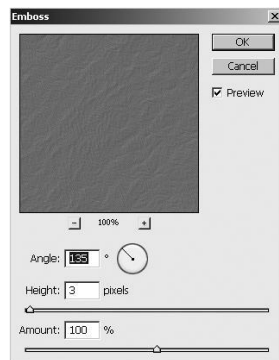 Emboss
OK
Cancel
Preview
- 100% +
Angle: 135 °
Height: 3 pixels
Amount: 100 %